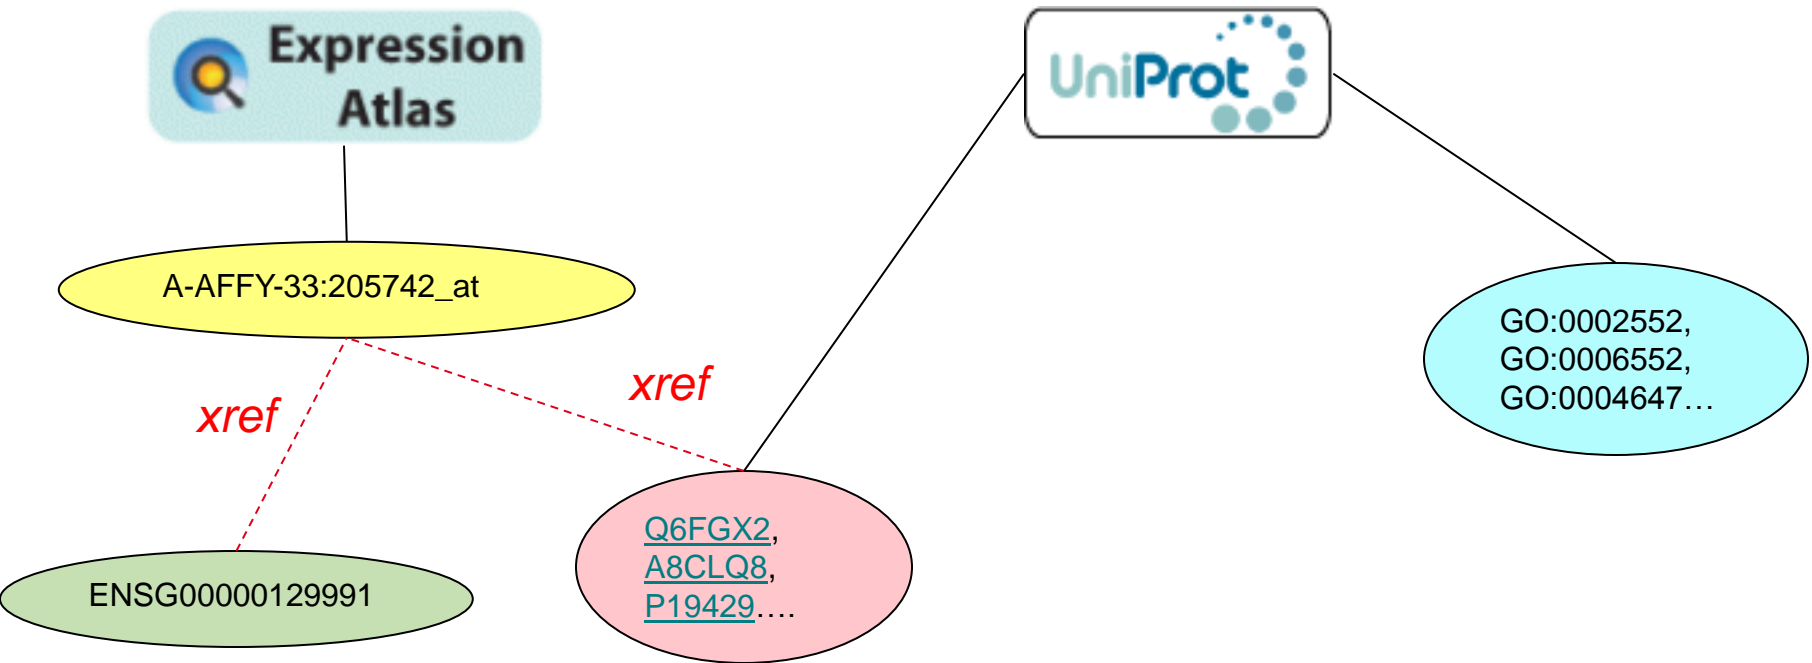 Expression
Atlas
UniProt
A-AFFY-33:205742_at
GO:0002552,
GO:0006552,
GO:0004647…
xref
xref
Q6FGX2,
A8CLQ8,
P19429….
ENSG00000129991